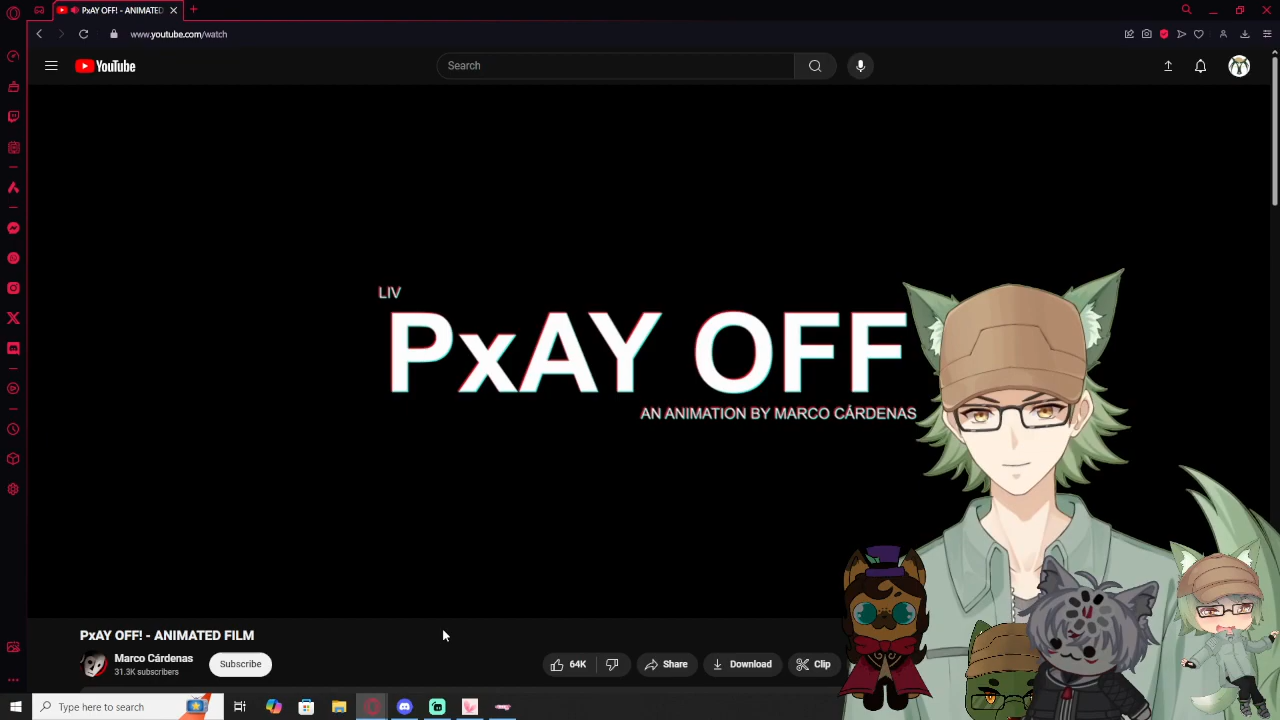 PxAY OFF! - ANIMATED
www.youtube.com/watch
YouTube
Search
LIV
PxAY OFF
AN ANIMATION BY MARCO CÁRDENAS
PxAY OFF! - ANIMATED FILM
Marco Cárdenas
31.3K subscribers
Subscribe
64K
Share
Download
Clip
Type here to search